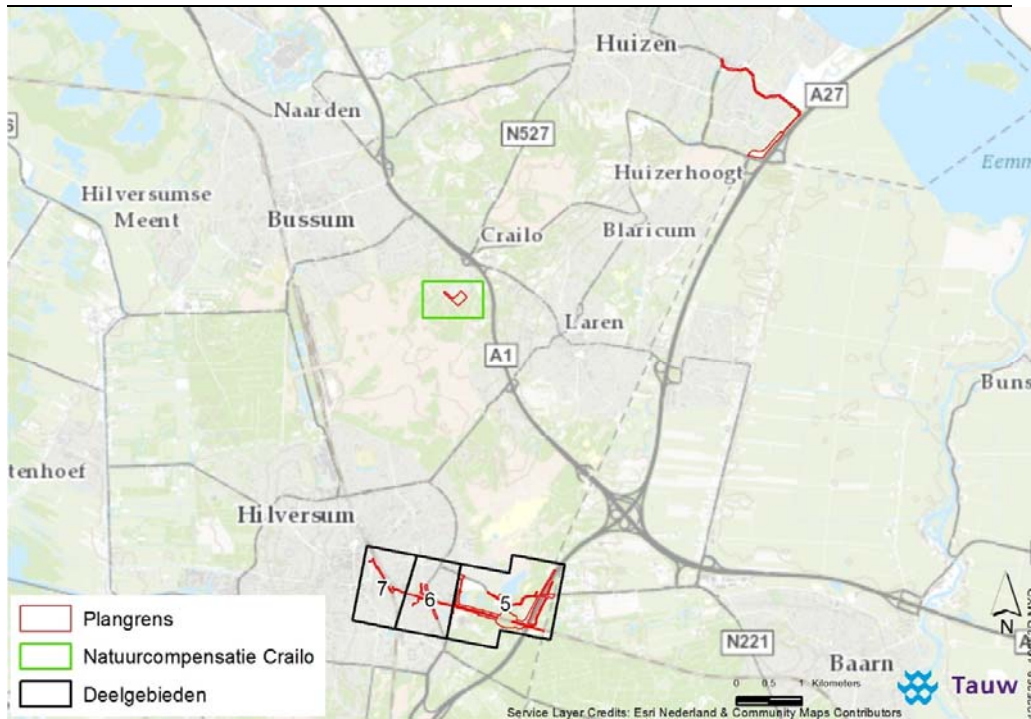 Huizen
A27
Naarden
N527
Huizerhoogt
Eemm
Hilversumse
Meent
Bussum
Crailo
Blaricum
Laren
A1
Buns
tenhoef
Hilversum
7
6
5
N221
Baarn
N
Plangrens
Natuurcompensatie Crailo
Deelgebieden
0 0,5 1 Kilometers
Tauw
Service Layer Credits: Esri Nederland & Community Maps Contributors